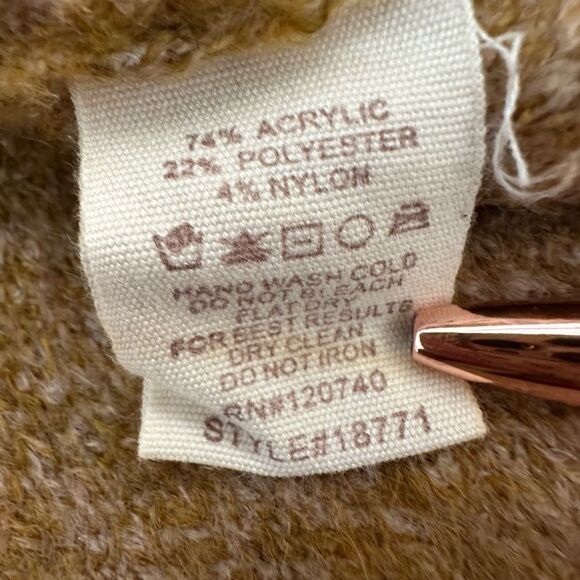 74% ACRYLIC
22% POLYESTER
4% NYLON
HAND WASH COLD
DO NOT BLEACH
FLAT DRY
FOR BEST RESULTS
DRY CLEAN
DO NOT IRON
RN#120740
STYLE#18771